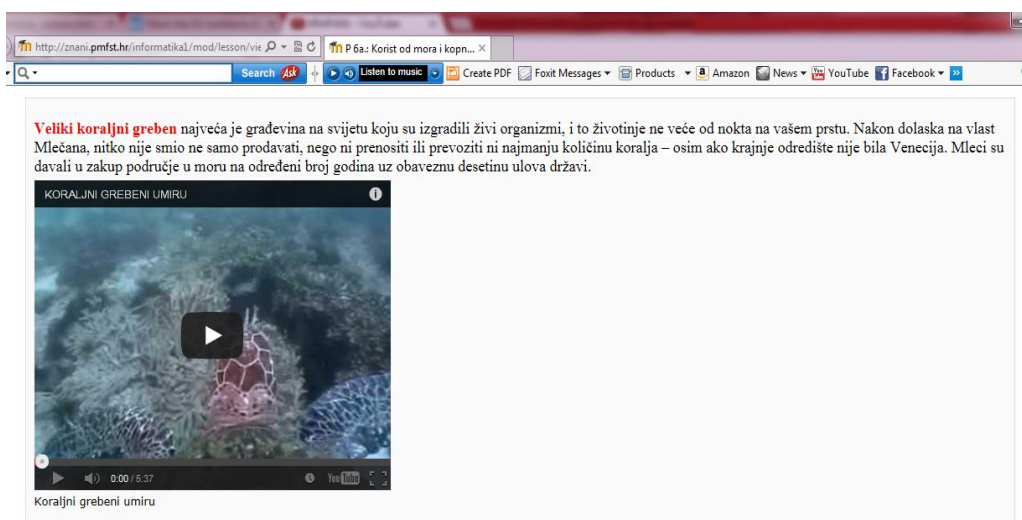 http://znani.pmfst.hr/informatika1/mod/lesson/vie
P 6a.: Korist od mora i kopn...
Search Ask
Listen to music
Create PDF
Foxit Messages
Products
Amazon
News
YouTube
Facebook
Veliki koraljni greben najveća je građevina na svijetu koju su izgradili živi organizmi, i to životinje ne veće od nokta na vašem prstu. Nakon dolaska na vlast
Mlečana, nitko nije smio ne samo prodavati, nego ni prenositi ili prevoziti ni najmanju količinu koralja – osim ako krajnje odredište nije bila Venecija. Mleci su
davali u zakup područje u moru na određeni broj godina uz obaveznu desetinu ulova državi.
KORALJNI GREBENI UMIRU
0:00 / 5:37
YouTube
Koraljni grebeni umiru